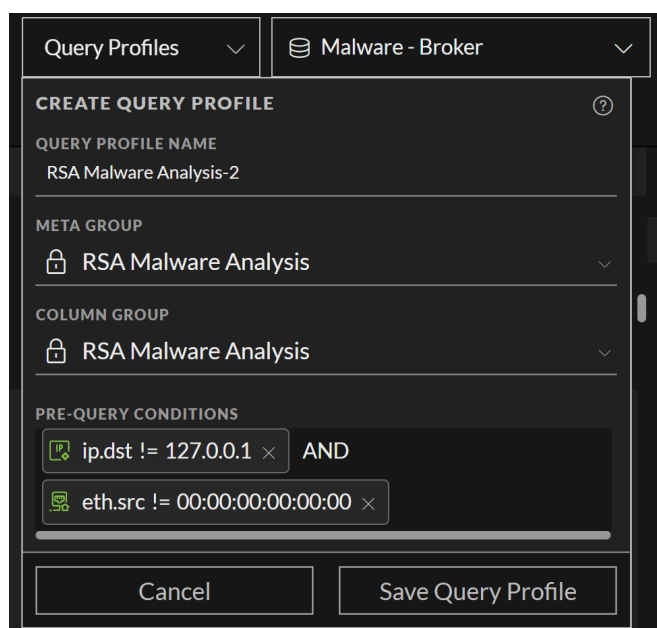 Query Profiles
Malware - Broker
CREATE QUERY PROFILE
QUERY PROFILE NAME
RSA Malware Analysis-2
META GROUP
RSA Malware Analysis
COLUMN GROUP
RSA Malware Analysis
PRE-QUERY CONDITIONS
ip.dst != 127.0.0.1 AND
eth.src != 00:00:00:00:00:00
Cancel
Save Query Profile